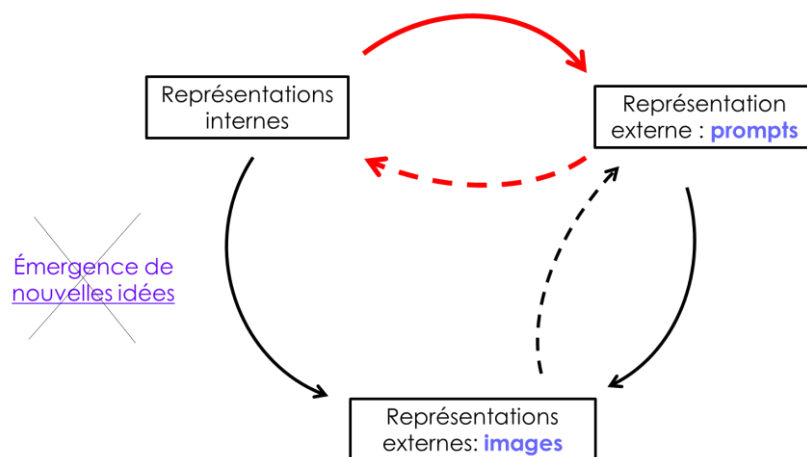 Représentations
internes
Représentation
externe : prompts
Émergence de
nouvelles idées
Représentations
externes: images